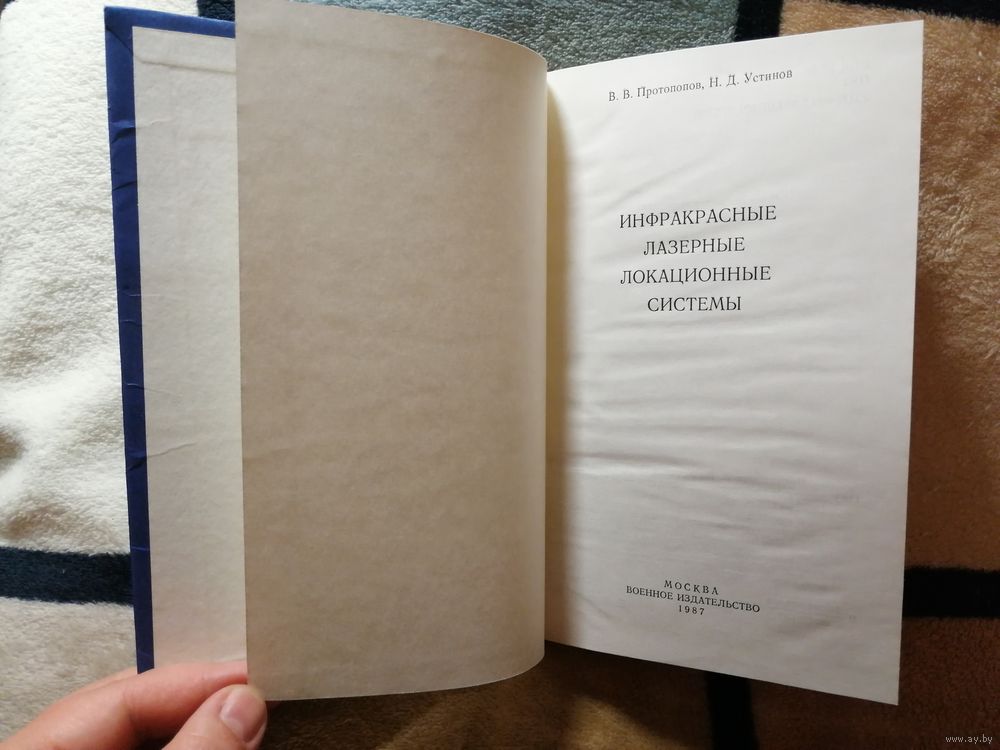 В. В. Протопопов, Н. Д. Устинов
ИНФРАКРАСНЫЕ
ЛАЗЕРНЫЕ
ЛОКАЦИОННЫЕ
СИСТЕМЫ
МОСКВА
ВОЕННОЕ ИЗДАТЕЛЬСТВО
1987
www.ay.by